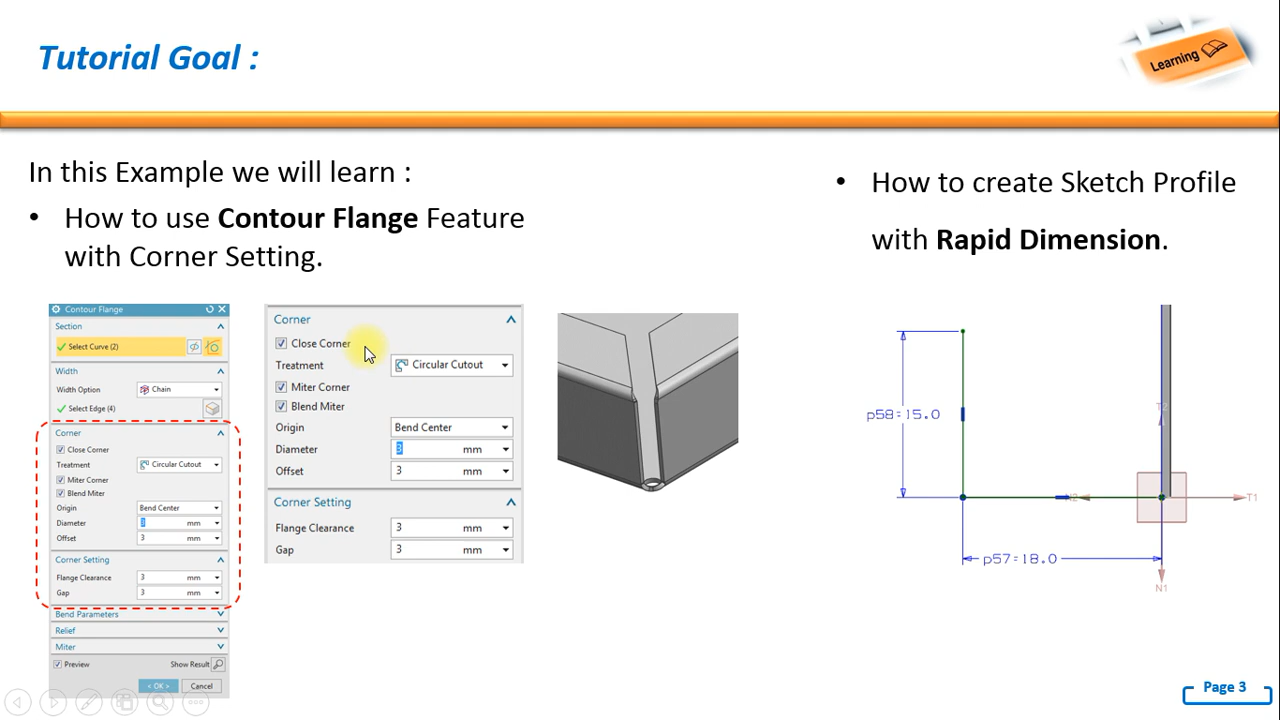 Tutorial Goal :
Learning
In this Example we will learn :
• How to use Contour Flange Feature
with Corner Setting.
• How to create Sketch Profile
with Rapid Dimension.
Contour Flange
Section
Select Curve (2)
Width
Width Option Chain
Select Edge (4)
Corner
Close Corner
Treatment Circular Cutout
Miter Corner
Blend Miter
Origin Bend Center
Diameter 3 mm
Offset 3 mm
Corner Setting
Flange Clearance 3 mm
Gap 3 mm
Bend Parameters
Relief
Miter
Preview Show Result
< OK > Cancel
Corner
Close Corner
Treatment Circular Cutout
Miter Corner
Blend Miter
Origin Bend Center
Diameter 3 mm
Offset 3 mm
Corner Setting
Flange Clearance 3 mm
Gap 3 mm
p58=15.0
T1
p57=18.0
N1
Page 3